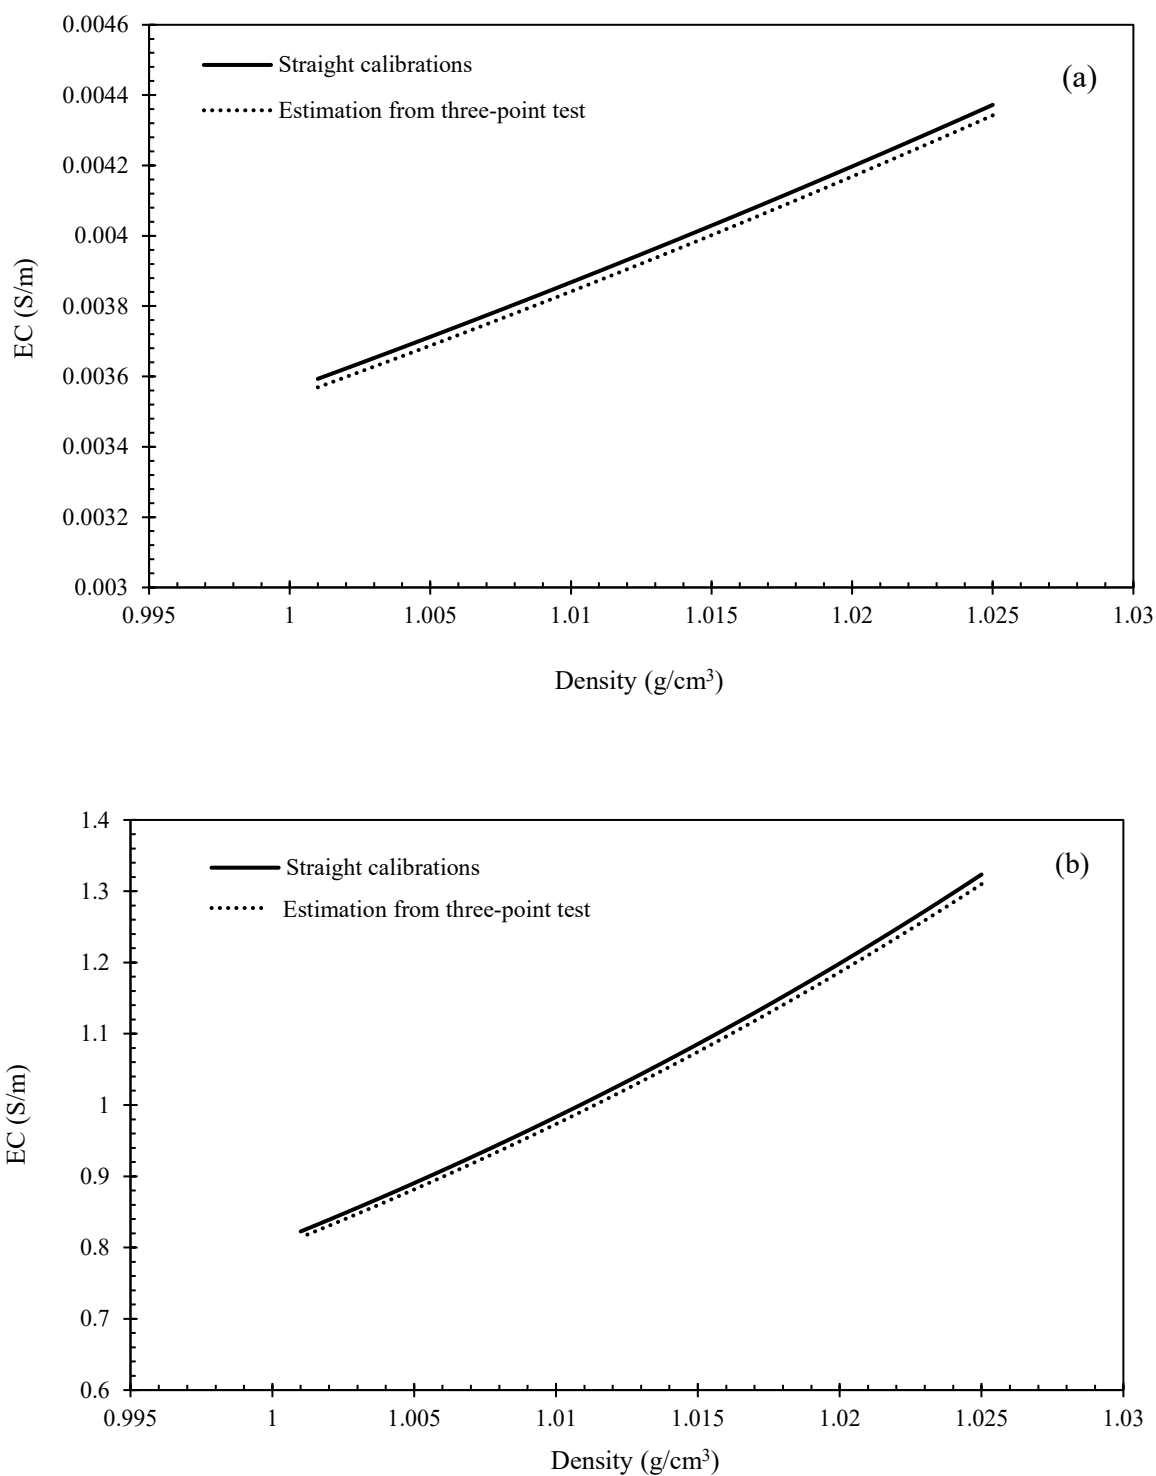 0.0046
Straight calibrations
(a)
0.0044
Estimation from three-point test
0.0042
0.004
0.0038
0.0036
0.0034
0.0032
0.003
EC (S/m)
0.995 1 1.005 1.01 1.015 1.02 1.025 1.03
Density (g/cm³)
1.4
Straight calibrations
(b)
1.3
Estimation from three-point test
1.2
1.1
1
0.9
0.8
0.7
0.6
EC (S/m)
0.995 1 1.005 1.01 1.015 1.02 1.025 1.03
Density (g/cm³)